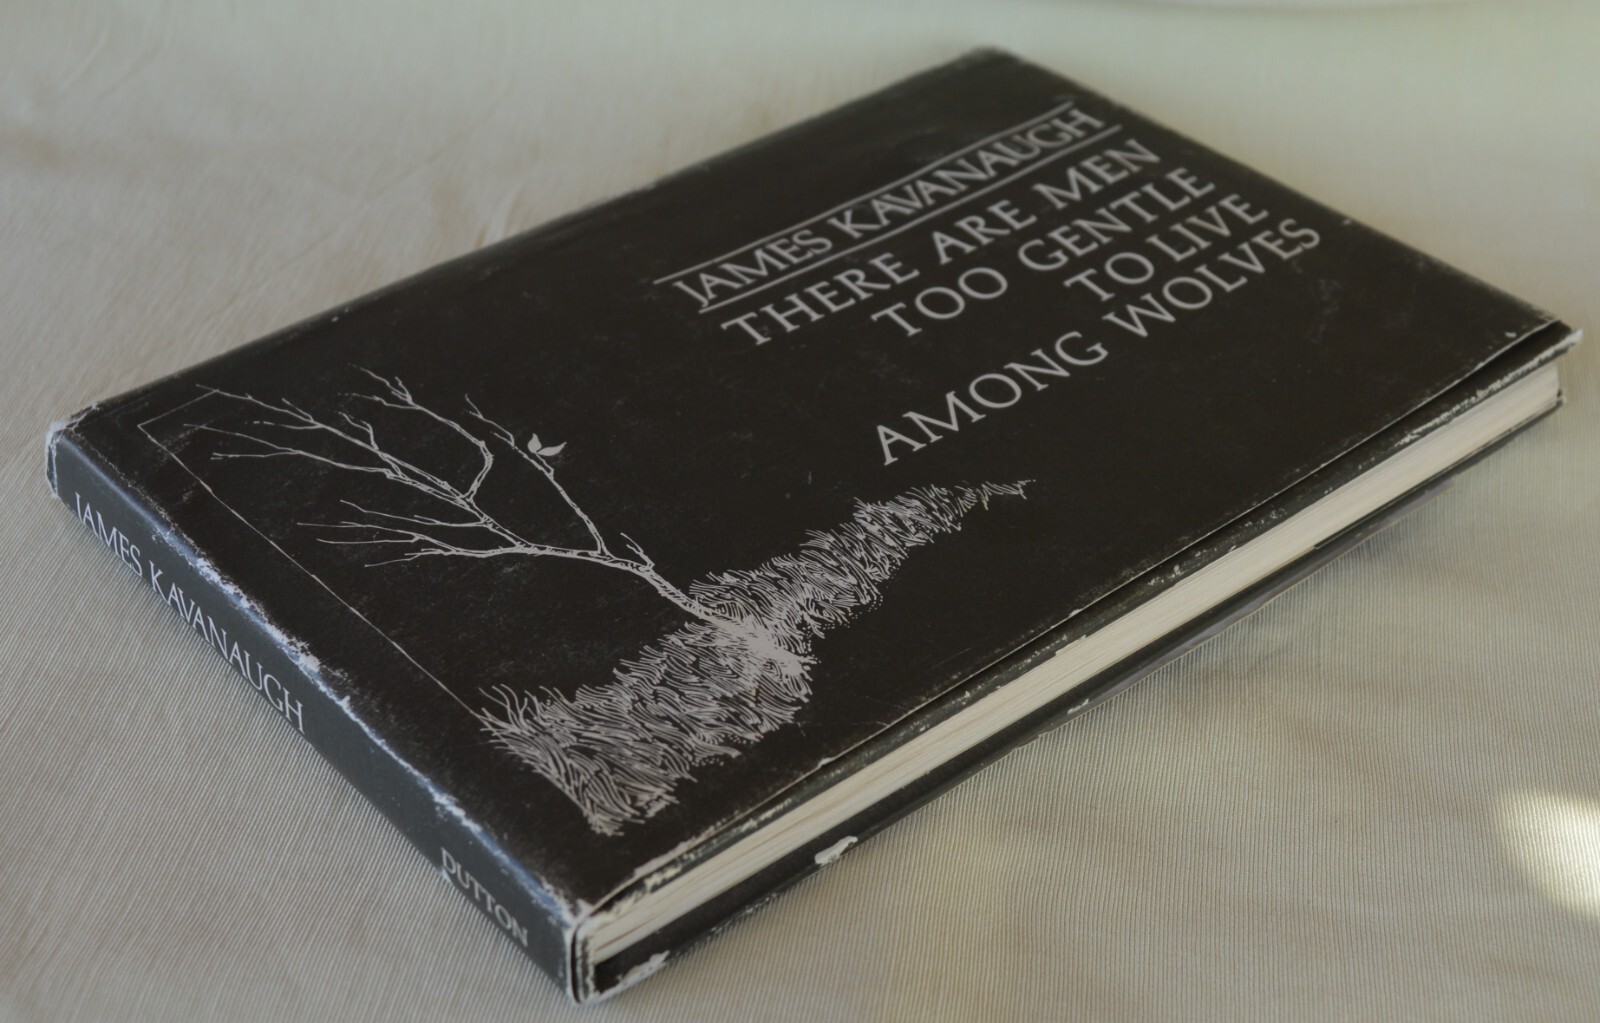 JAMES KAVANAUGH
THERE ARE MEN
TOO GENTLE
TO LIVE
AMONG WOLVES
JAMES KAVANAUGH
DUTTON